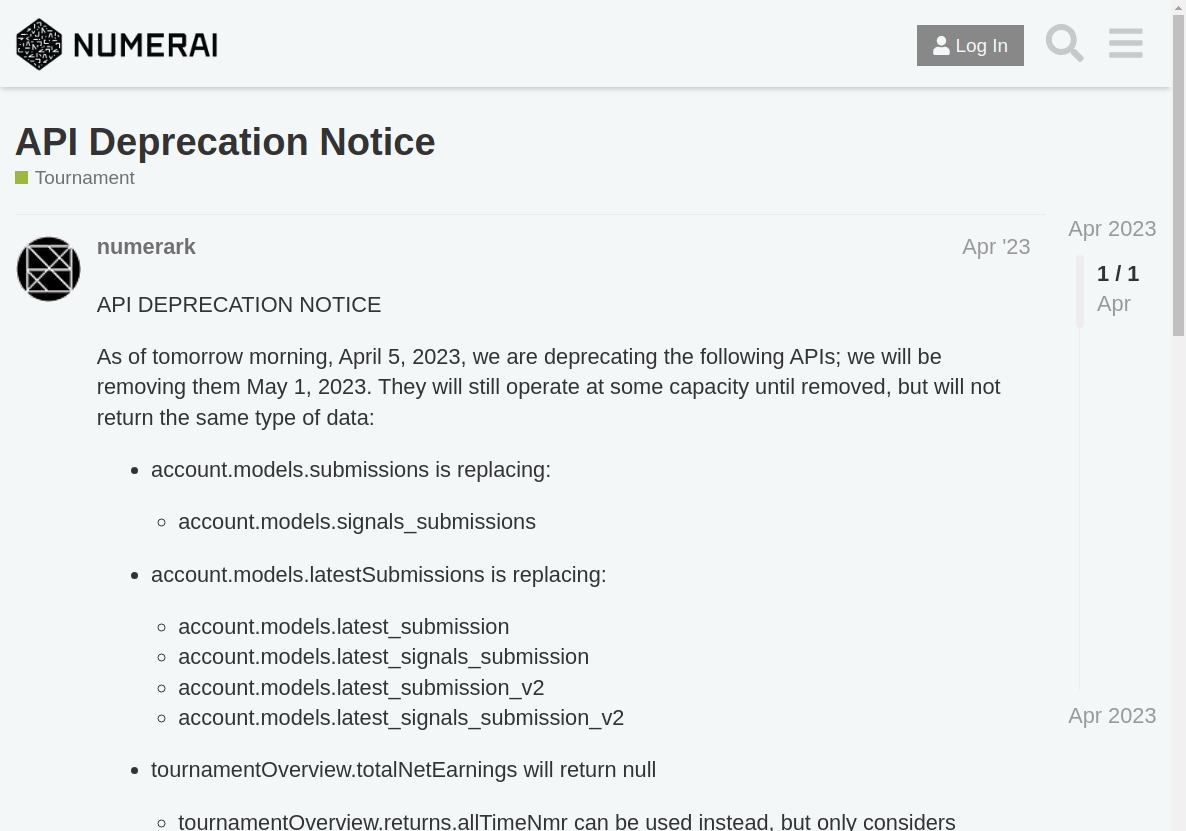 NUMERAI
Log In
API Deprecation Notice
Tournament
numerark
Apr '23
Apr 2023
1 / 1
Apr
API DEPRECATION NOTICE
As of tomorrow morning, April 5, 2023, we are deprecating the following APIs; we will be
removing them May 1, 2023. They will still operate at some capacity until removed, but will not
return the same type of data:
account.models.submissions is replacing:
account.models.signals_submissions
account.models.latestSubmissions is replacing:
account.models.latest_submission
account.models.latest_signals_submission
account.models.latest_submission_v2
account.models.latest_signals_submission_v2
Apr 2023
tournamentOverview.totalNetEarnings will return null
tournamentOverview.returns.allTimeNmr can be used instead, but only considers